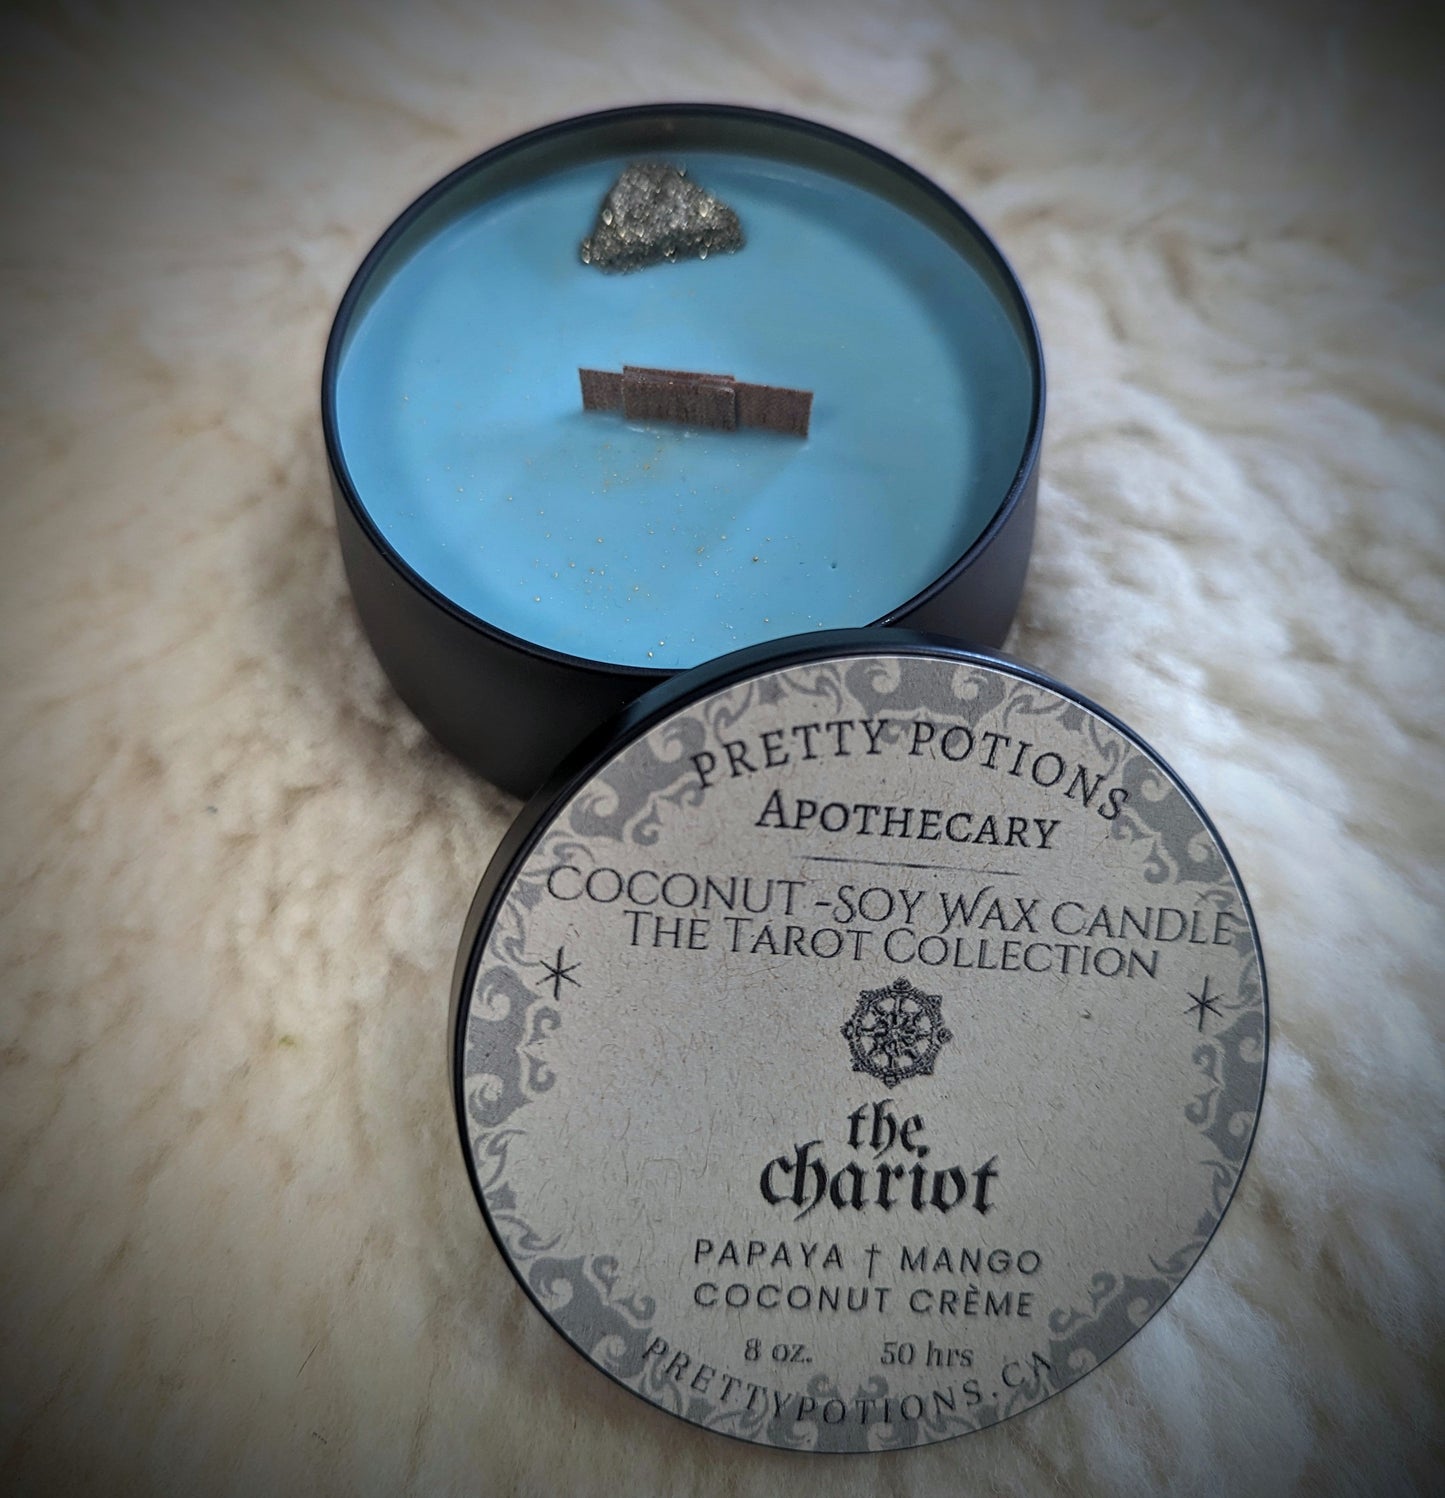 PRETTY POTIONS
APOTHECARY
COCONUT-SOY WAX CANDLE
THE TAROT COLLECTION
the
chariot
PAPAYA † MANGO
COCONUT CRÈME
8 oz. 50 hrs
PRETTYPOTIONS.CA